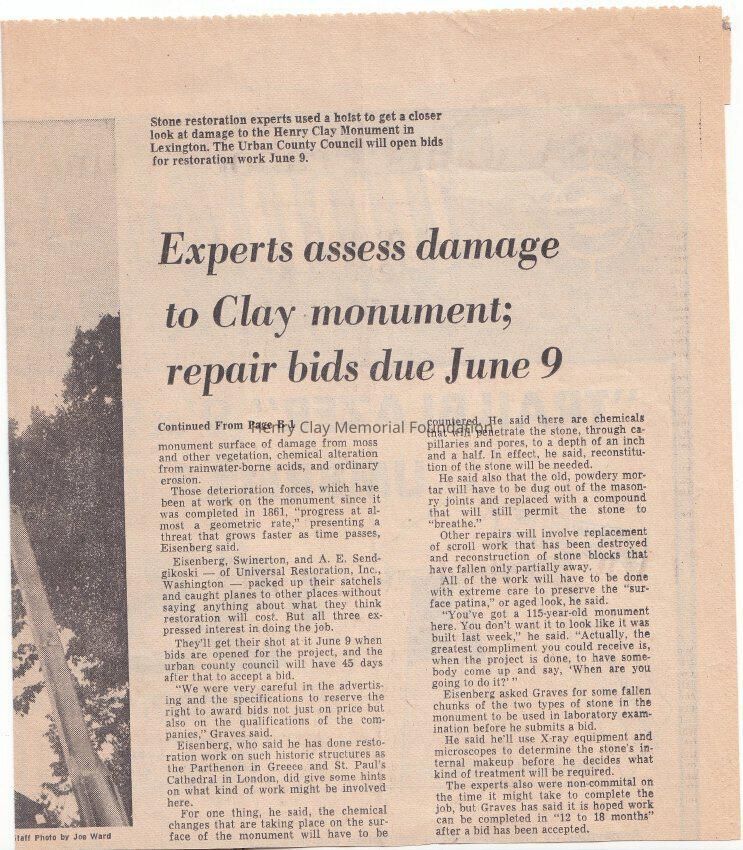 Stone restoration experts used a hoist to get a closer
look at damage to the Henry Clay Monument in
Lexington. The Urban County Council will open bids
for restoration work June 9.
Experts assess damage
to Clay monument;
repair bids due June 9
Continued From Page B 1
monument surface of damage from moss
and other vegetation, chemical alteration
from rainwater-borne acids, and ordinary
erosion.
Those deterioration forces, which have
been at work on the monument since it
was completed in 1861, “progress at al-
most a geometric rate,” presenting a
threat that grows faster as time passes,
Eisenberg said.
Eisenberg, Swinerton, and A. E. Send-
gikoski — of Universal Restoration, Inc.,
Washington — packed up their satchels
and caught planes to other places without
saying anything about what they think
restoration will cost. But all three ex-
pressed interest in doing the job.
They'll get their shot at it June 9 when
bids are opened for the project, and the
urban county council will have 45 days
after that to accept a bid.
“We were very careful in the advertis-
ing and the specifications to reserve the
right to award bids not just on price but
also on the qualifications of the com-
panies,” Graves said.
Eisenberg, who said he has done resto-
ration work on such historic structures as
the Parthenon in Greece and St. Paul's
Cathedral in London, did give some hints
on what kind of work might be involved
here.
For one thing, he said, the chemical
changes that are taking place on the sur-
face of the monument will have to be
countered. He said there are chemicals
that will penetrate the stone, through ca-
pillaries and pores, to a depth of an inch
and a half. In effect, he said, reconstitu-
tion of the stone will be needed.
He said also that the old, powdery mor-
tar will have to be dug out of the mason-
ry joints and replaced with a compound
that will still permit the stone to
“breathe.”
Other repairs will involve replacement
of scroll work that has been destroyed
and reconstruction of stone blocks that
have fallen only partially away.
All of the work will have to be done
with extreme care to preserve the “sur-
face patina,” or aged look, he said.
“You've got a 115-year-old monument
here. You don't want it to look like it was
built last week,” he said. “Actually, the
greatest compliment you could receive is,
when the project is done, to have some-
body come up and say, 'When are you
going to do it?' ”
Eisenberg asked Graves for some fallen
chunks of the two types of stone in the
monument to be used in laboratory exam-
ination before he submits a bid.
He said he'll use X-ray equipment and
microscopes to determine the stone's in-
ternal makeup before he decides what
kind of treatment will be required.
The experts also were non-commital on
the time it might take to complete the
job, but Graves has said it is hoped work
can be completed in “12 to 18 months”
after a bid has been accepted.
Staff Photo by Joe Ward
Henry Clay Memorial Foundation